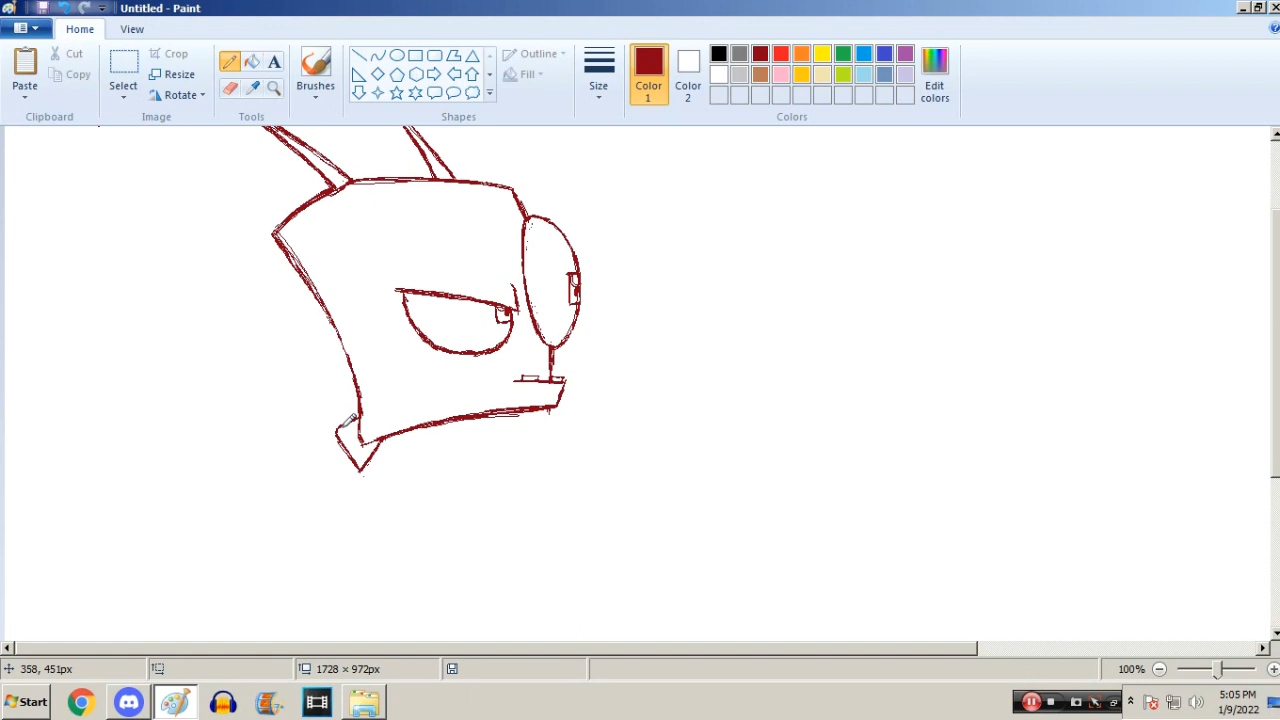 Untitled - Paint
Home View
Paste
Cut
Copy
Clipboard
Select
Crop
Resize
Rotate
Image
A
Tools
Brushes
Outline
Fill
Shapes
Size
Color 1
Color 2
Edit colors
Colors
358, 451px
1728 × 972px
100%
Start
5:05 PM
1/9/2022